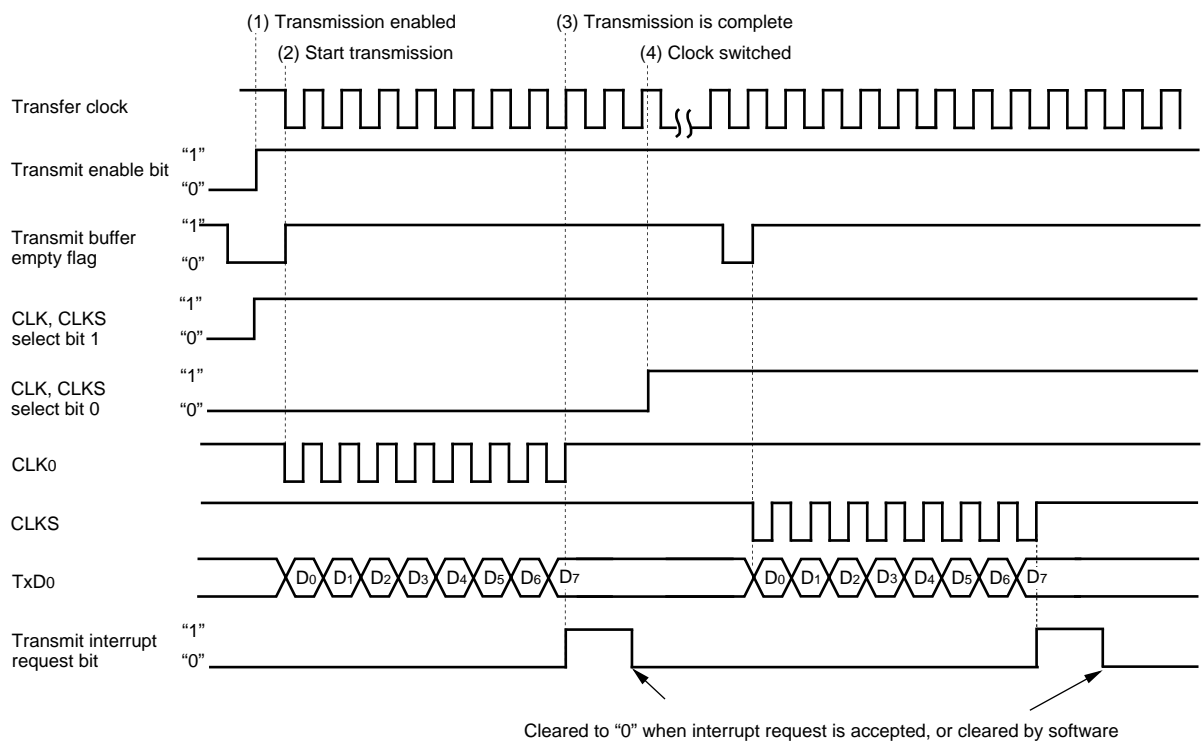 (1) Transmission enabled
(3) Transmission is complete
(2) Start transmission
(4) Clock switched
Transfer clock
Transmit enable bit
“1”
“0”
Transmit buffer
empty flag
“1”
“0”
CLK, CLKS
select bit 1
“1”
“0”
CLK, CLKS
select bit 0
“1”
“0”
CLK0
CLKS
TxD0
D0 D1 D2 D3 D4 D5 D6 D7
D0 D1 D2 D3 D4 D5 D6 D7
Transmit interrupt
request bit
“1”
“0”
Cleared to “0” when interrupt request is accepted, or cleared by software